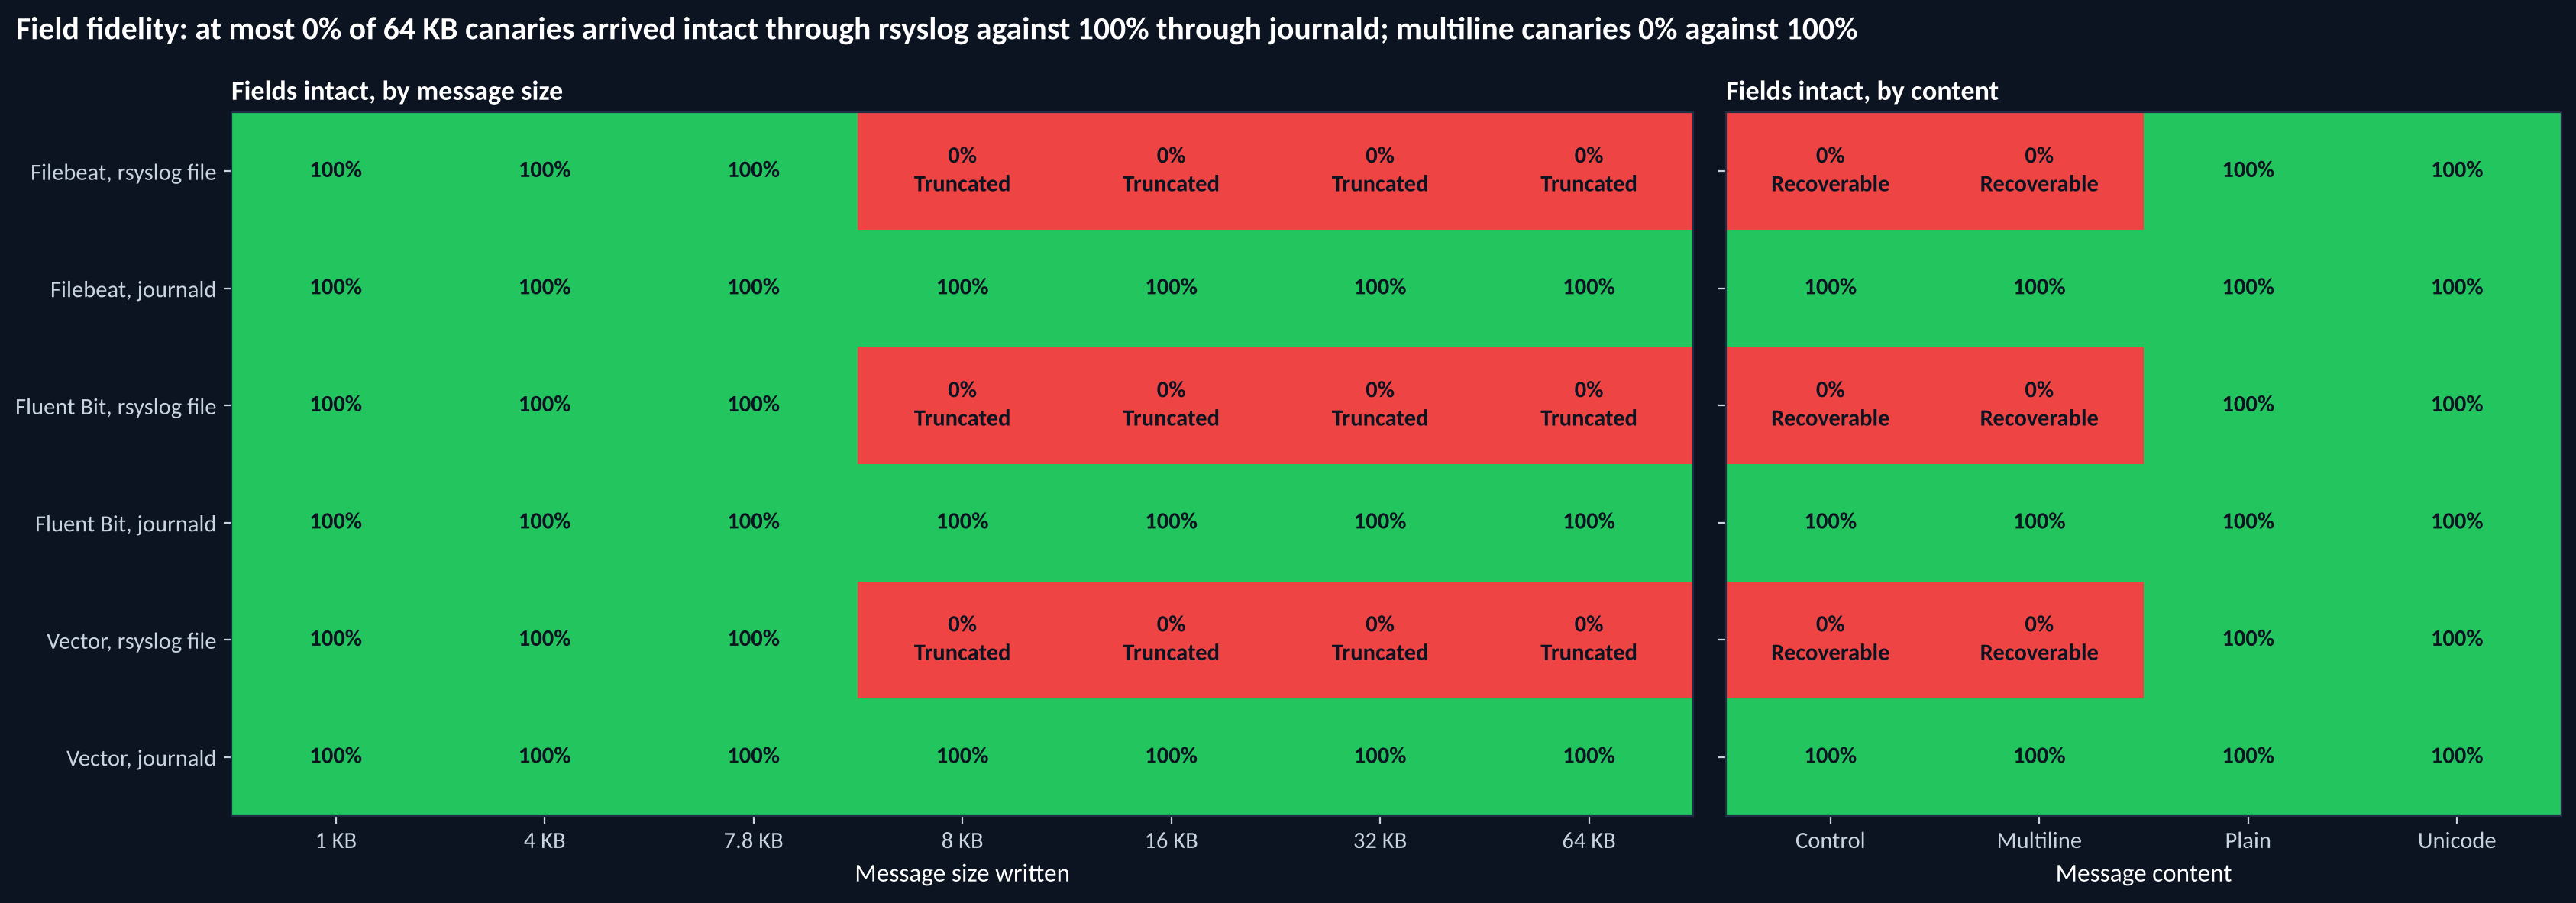 Field fidelity: at most 0% of 64 KB canaries arrived intact through rsyslog against 100% through journald; multiline canaries 0% against 100%
Fields intact, by message size
Fields intact, by content
Filebeat, rsyslog file
100% 100% 100% 0% 0% 0% 0% 0% 0% 100% 100%
Truncated Truncated Truncated Truncated Recoverable Recoverable
Filebeat, journald
100% 100% 100% 100% 100% 100% 100% 100% 100% 100% 100%
Fluent Bit, rsyslog file
100% 100% 100% 0% 0% 0% 0% 0% 0% 100% 100%
Truncated Truncated Truncated Truncated Recoverable Recoverable
Fluent Bit, journald
100% 100% 100% 100% 100% 100% 100% 100% 100% 100% 100%
Vector, rsyslog file
100% 100% 100% 0% 0% 0% 0% 0% 0% 100% 100%
Truncated Truncated Truncated Truncated Recoverable Recoverable
Vector, journald
100% 100% 100% 100% 100% 100% 100% 100% 100% 100% 100%
1 KB 4 KB 7.8 KB 8 KB 16 KB 32 KB 64 KB Control Multiline Plain Unicode
Message size written
Message content